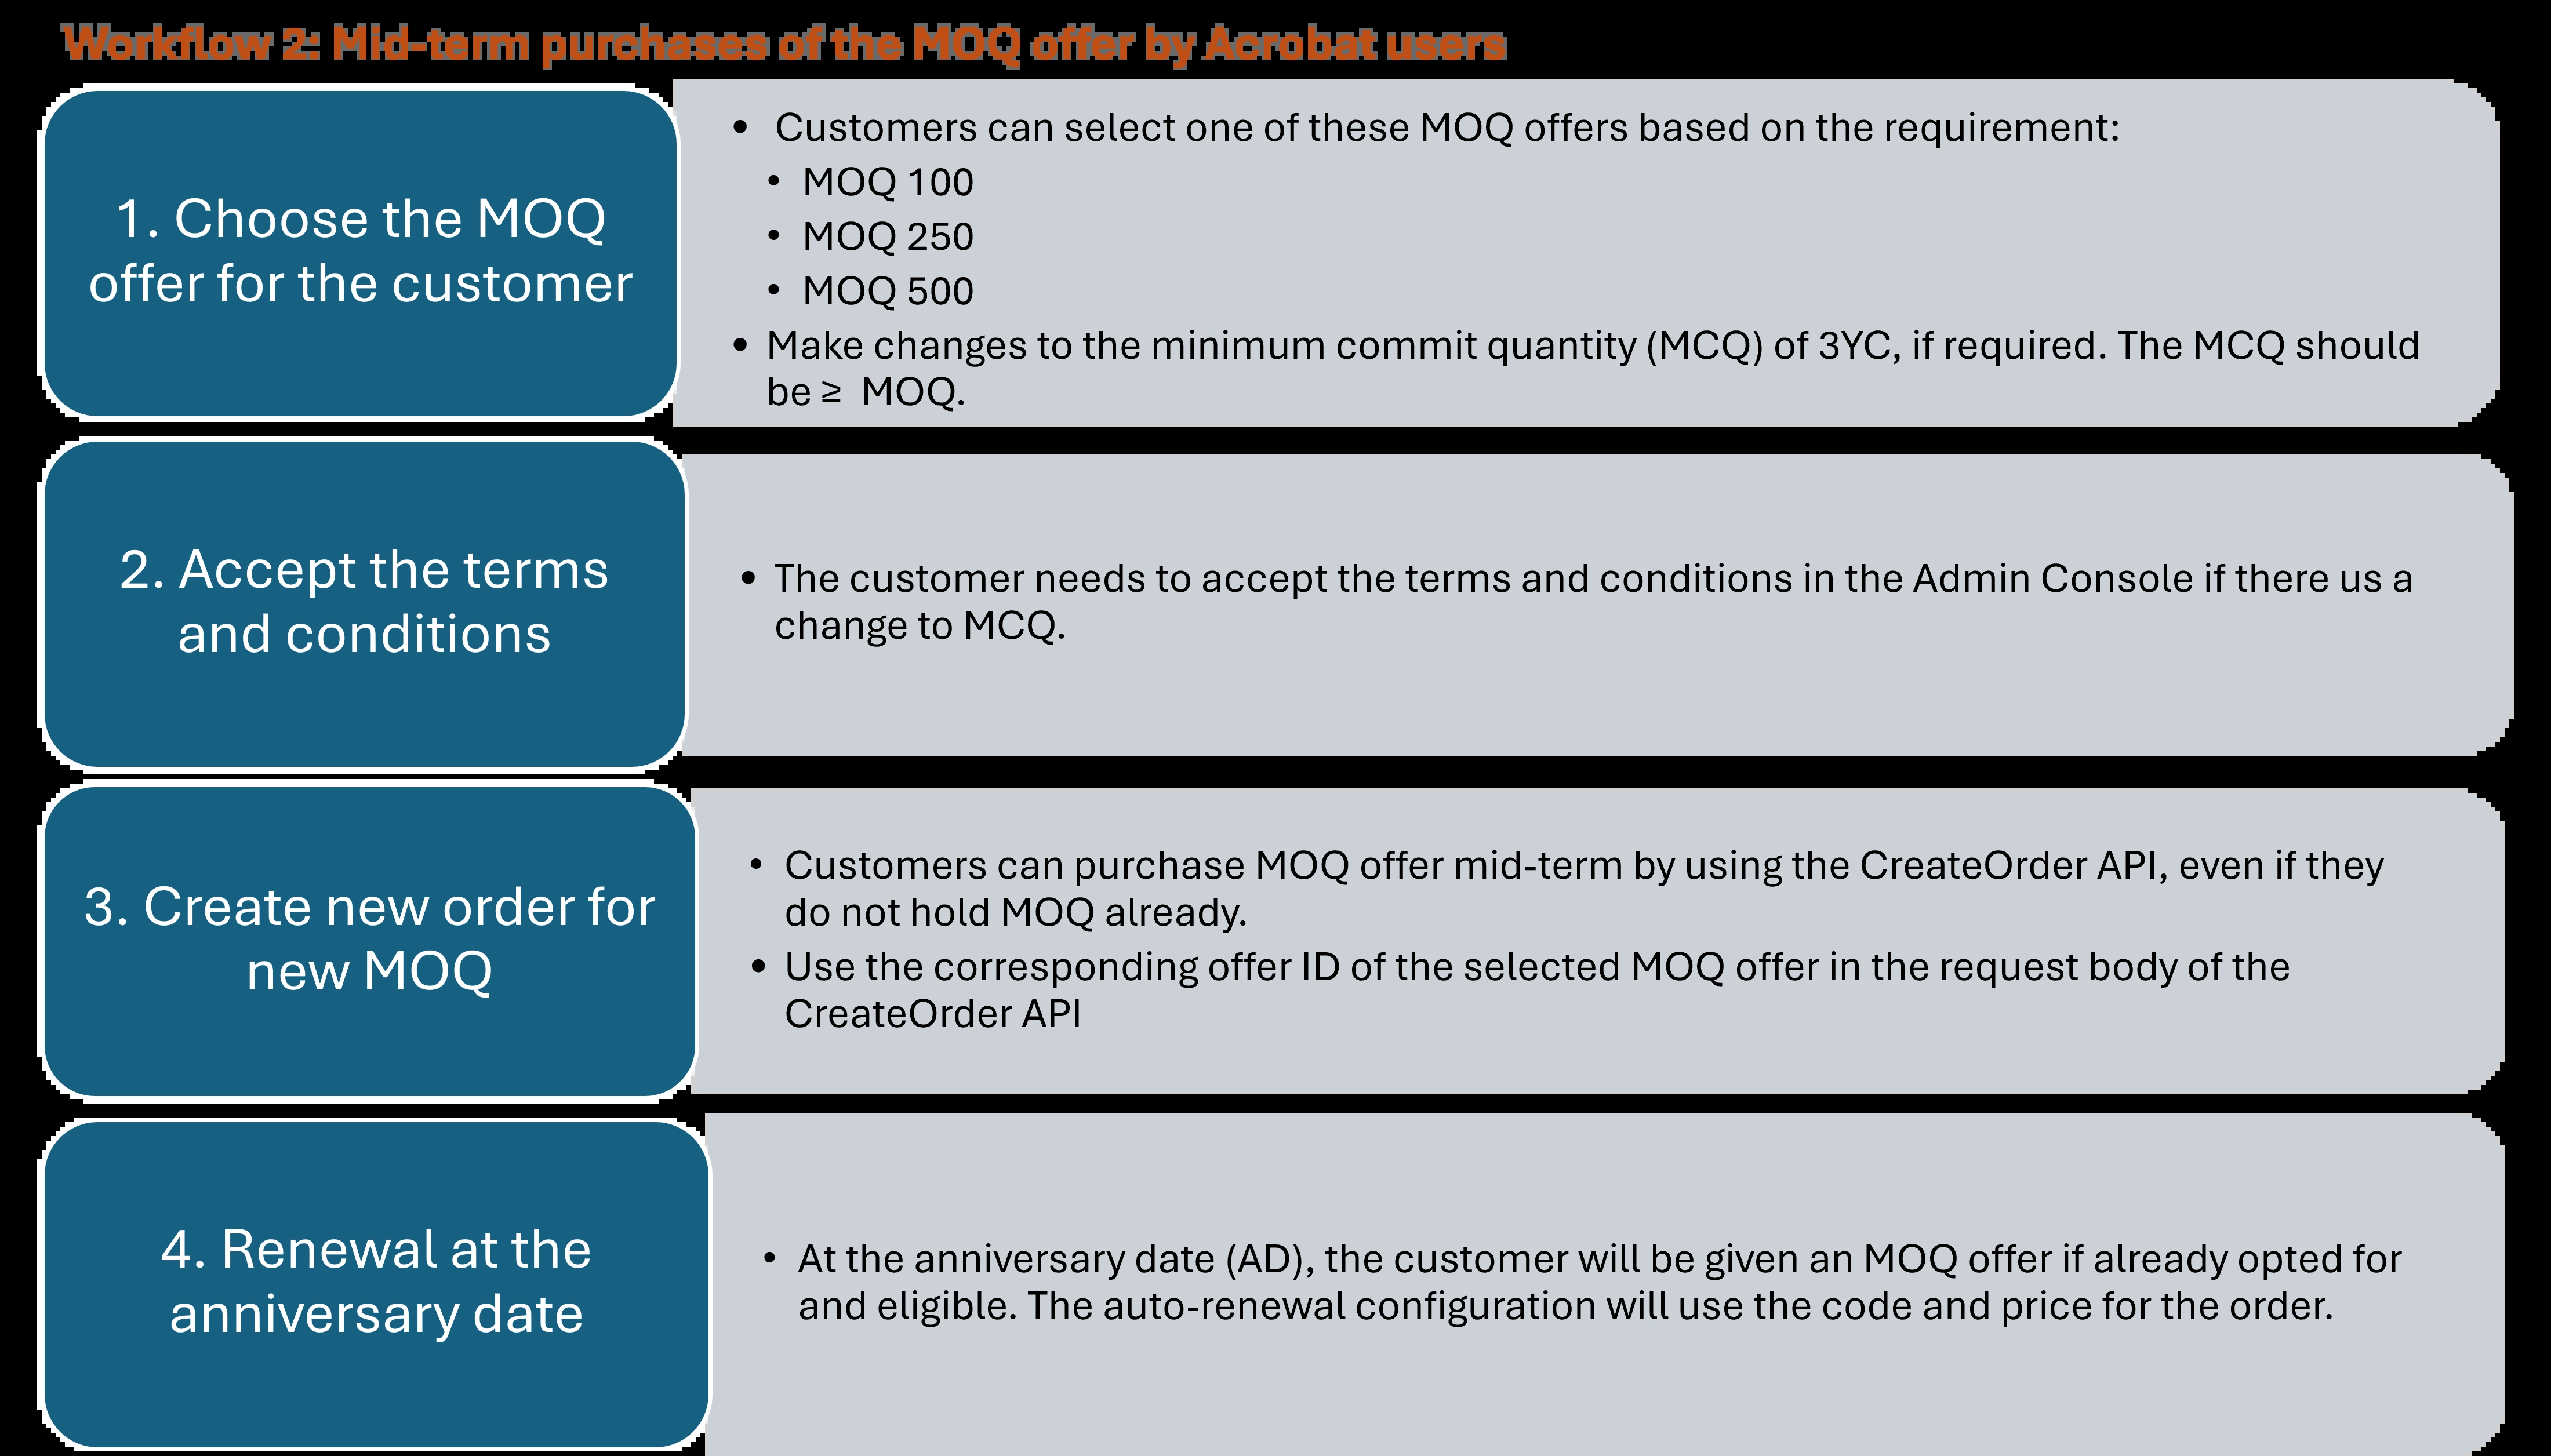 Workflow 2: Mid-term purchases of the MOQ offer by Acrobat users
1. Choose the MOQ
offer for the customer
• Customers can select one of these MOQ offers based on the requirement:
• MOQ 100
• MOQ 250
• MOQ 500
• Make changes to the minimum commit quantity (MCQ) of 3YC, if required. The MCQ should
be ≥ MOQ.
2. Accept the terms
and conditions
• The customer needs to accept the terms and conditions in the Admin Console if there us a
change to MCQ.
3. Create new order for
new MOQ
• Customers can purchase MOQ offer mid-term by using the CreateOrder API, even if they
do not hold MOQ already.
• Use the corresponding offer ID of the selected MOQ offer in the request body of the
CreateOrder API
4. Renewal at the
anniversary date
• At the anniversary date (AD), the customer will be given an MOQ offer if already opted for
and eligible. The auto-renewal configuration will use the code and price for the order.